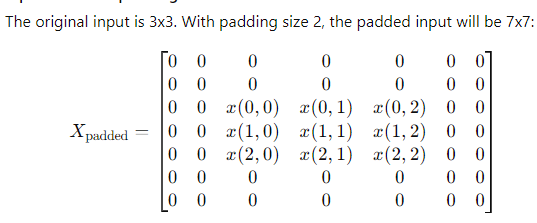 The original input is 3x3. With padding size 2, the padded input will be 7x7:
0 0 0 0 0 0 0
0 0 0 0 0 0 0
0 0 x(0,0) x(0,1) x(0,2) 0 0
X_padded = 0 0 x(1,0) x(1,1) x(1,2) 0 0
0 0 x(2,0) x(2,1) x(2,2) 0 0
0 0 0 0 0 0 0
0 0 0 0 0 0 0